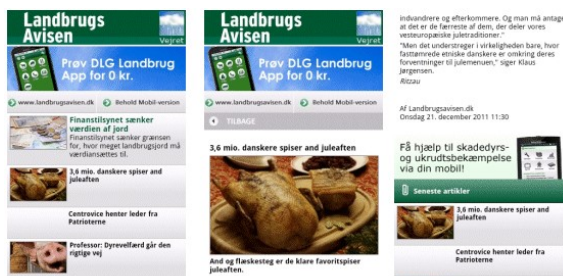 Landbrugs
Avisen
Vejret
Prøv DLG Landbrug
App for 0 kr.
www.landbrugsavisen.dk
Behold Mobil-version
Finanstilsynet sænker
værdien af jord
Finanstilsynet sænker grænsen
for, hvor meget landbrugsjord må
værdiansættes til.
3,6 mio. danskere spiser and
juleaften
Centrovice henter leder fra
Patrioterne
Professor: Dyrevelfærd går den
rigtige vej
Landbrugs
Avisen
Vejret
Prøv DLG Landbrug
App for 0 kr.
www.landbrugsavisen.dk
Behold Mobil-version
TILBAGE
3,6 mio. danskere spiser and juleaften
And og flæskesteg er de klare favoritspiser
juleaften.
indvandrere og efterkommere. Og man må antage
at det er de færreste af dem, der deler vores
vesteuropæiske juletraditioner."
"Men det understreger i virkeligheden bare, hvor
fasttømrede etniske danskere er omkring deres
forventninger til julemenuen," siger Klaus
Jørgensen.
Ritzau
Af Landbrugsavisen.dk
Onsdag 21. december 2011 11:30
Få hjælp til skadedyrs-
og ukrudtsbekæmpelse
via din mobil!
Seneste artikler
3,6 mio. danskere spiser and
juleaften
Centrovice henter leder fra
Patrioterne